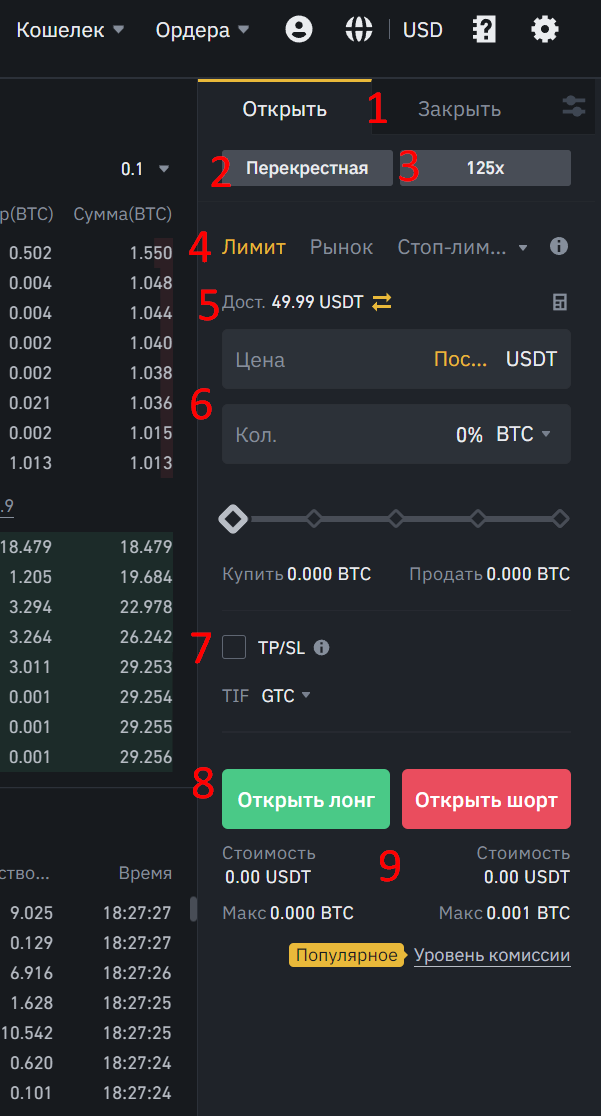 Кошелек Ордера USD
Открыть 1 Закрыть
2 Перекрестная 3 125x
0.1
р(BTC) Сумма(BTC)
4 Лимит Рынок Стоп-лим...
0.502 1.550
0.004 1.048
0.004 1.044
0.002 1.040
0.002 1.038
0.021 1.036
0.002 1.015
1.013 1.013
.9
18.479 18.479
1.205 19.684
3.294 22.978
3.264 26.242
3.011 29.253
0.001 29.254
0.001 29.255
0.001 29.256
5 Дост. 49.99 USDT
Цена Пос... USDT
6
Кол. 0% BTC
Купить 0.000 BTC Продать 0.000 BTC
7 TP/SL
TIF GTC
8 Открыть лонг Открыть шорт
Стоимость 9 Стоимость
0.00 USDT 0.00 USDT
Макс 0.000 BTC Макс 0.001 BTC
Популярное Уровень комиссии
ство... Время
9.025 18:27:27
0.129 18:27:27
6.916 18:27:26
1.628 18:27:25
10.542 18:27:25
0.620 18:27:24
0.101 18:27:24